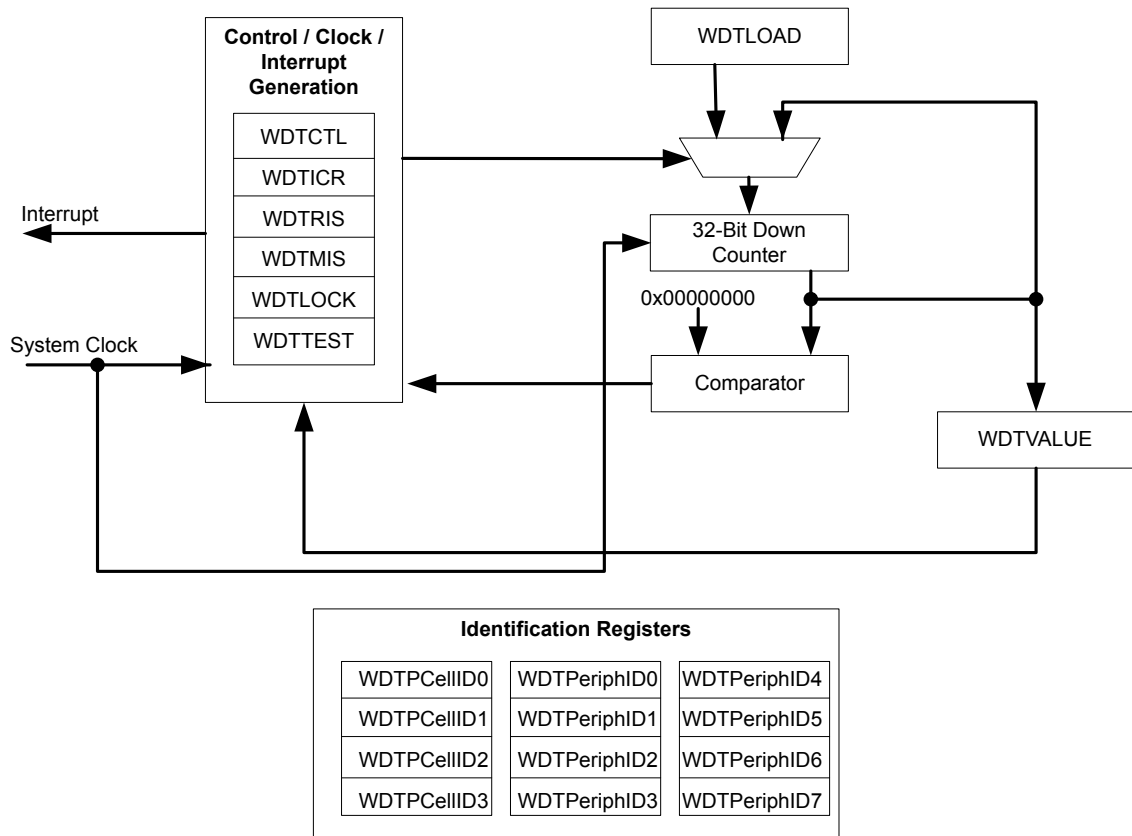 Control / Clock /
Interrupt
Generation
WDTCTL
WDTICR
WDTRIS
WDTMIS
WDTLOCK
WDTTEST
Interrupt
System Clock
WDTLOAD
32-Bit Down
Counter
0x00000000
Comparator
WDTVALUE
Identification Registers
WDTPCellID0 WDTPeriphID0 WDTPeriphID4
WDTPCellID1 WDTPeriphID1 WDTPeriphID5
WDTPCellID2 WDTPeriphID2 WDTPeriphID6
WDTPCellID3 WDTPeriphID3 WDTPeriphID7